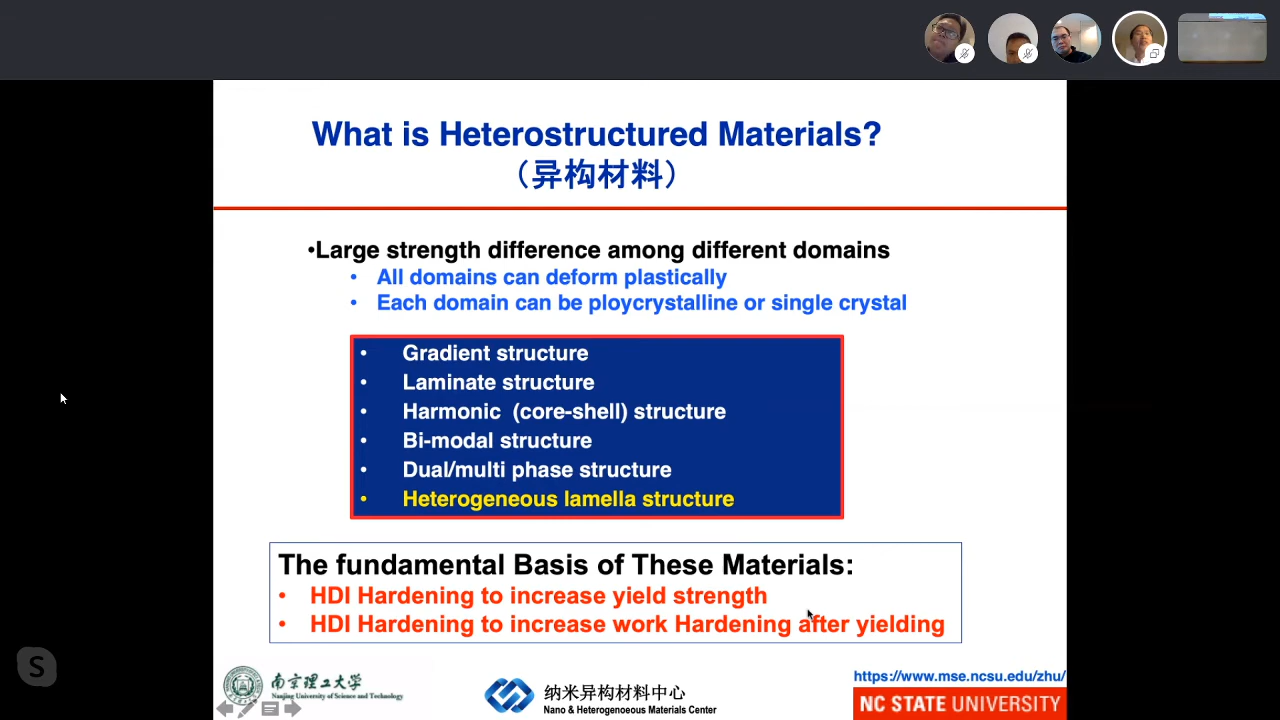 What is Heterostructured Materials?
（异构材料）
•Large strength difference among different domains
• All domains can deform plastically
• Each domain can be ploycrystalline or single crystal
• Gradient structure
• Laminate structure
• Harmonic (core-shell) structure
• Bi-modal structure
• Dual/multi phase structure
• Heterogeneous lamella structure
The fundamental Basis of These Materials:
• HDI Hardening to increase yield strength
• HDI Hardening to increase work Hardening after yielding
S
南京理工大学
Nanjing University of Science and Technology
纳米异构材料中心
Nano & Heterogenoeous Materials Center
https://www.mse.ncsu.edu/zhu/
NC STATE UNIVERSITY